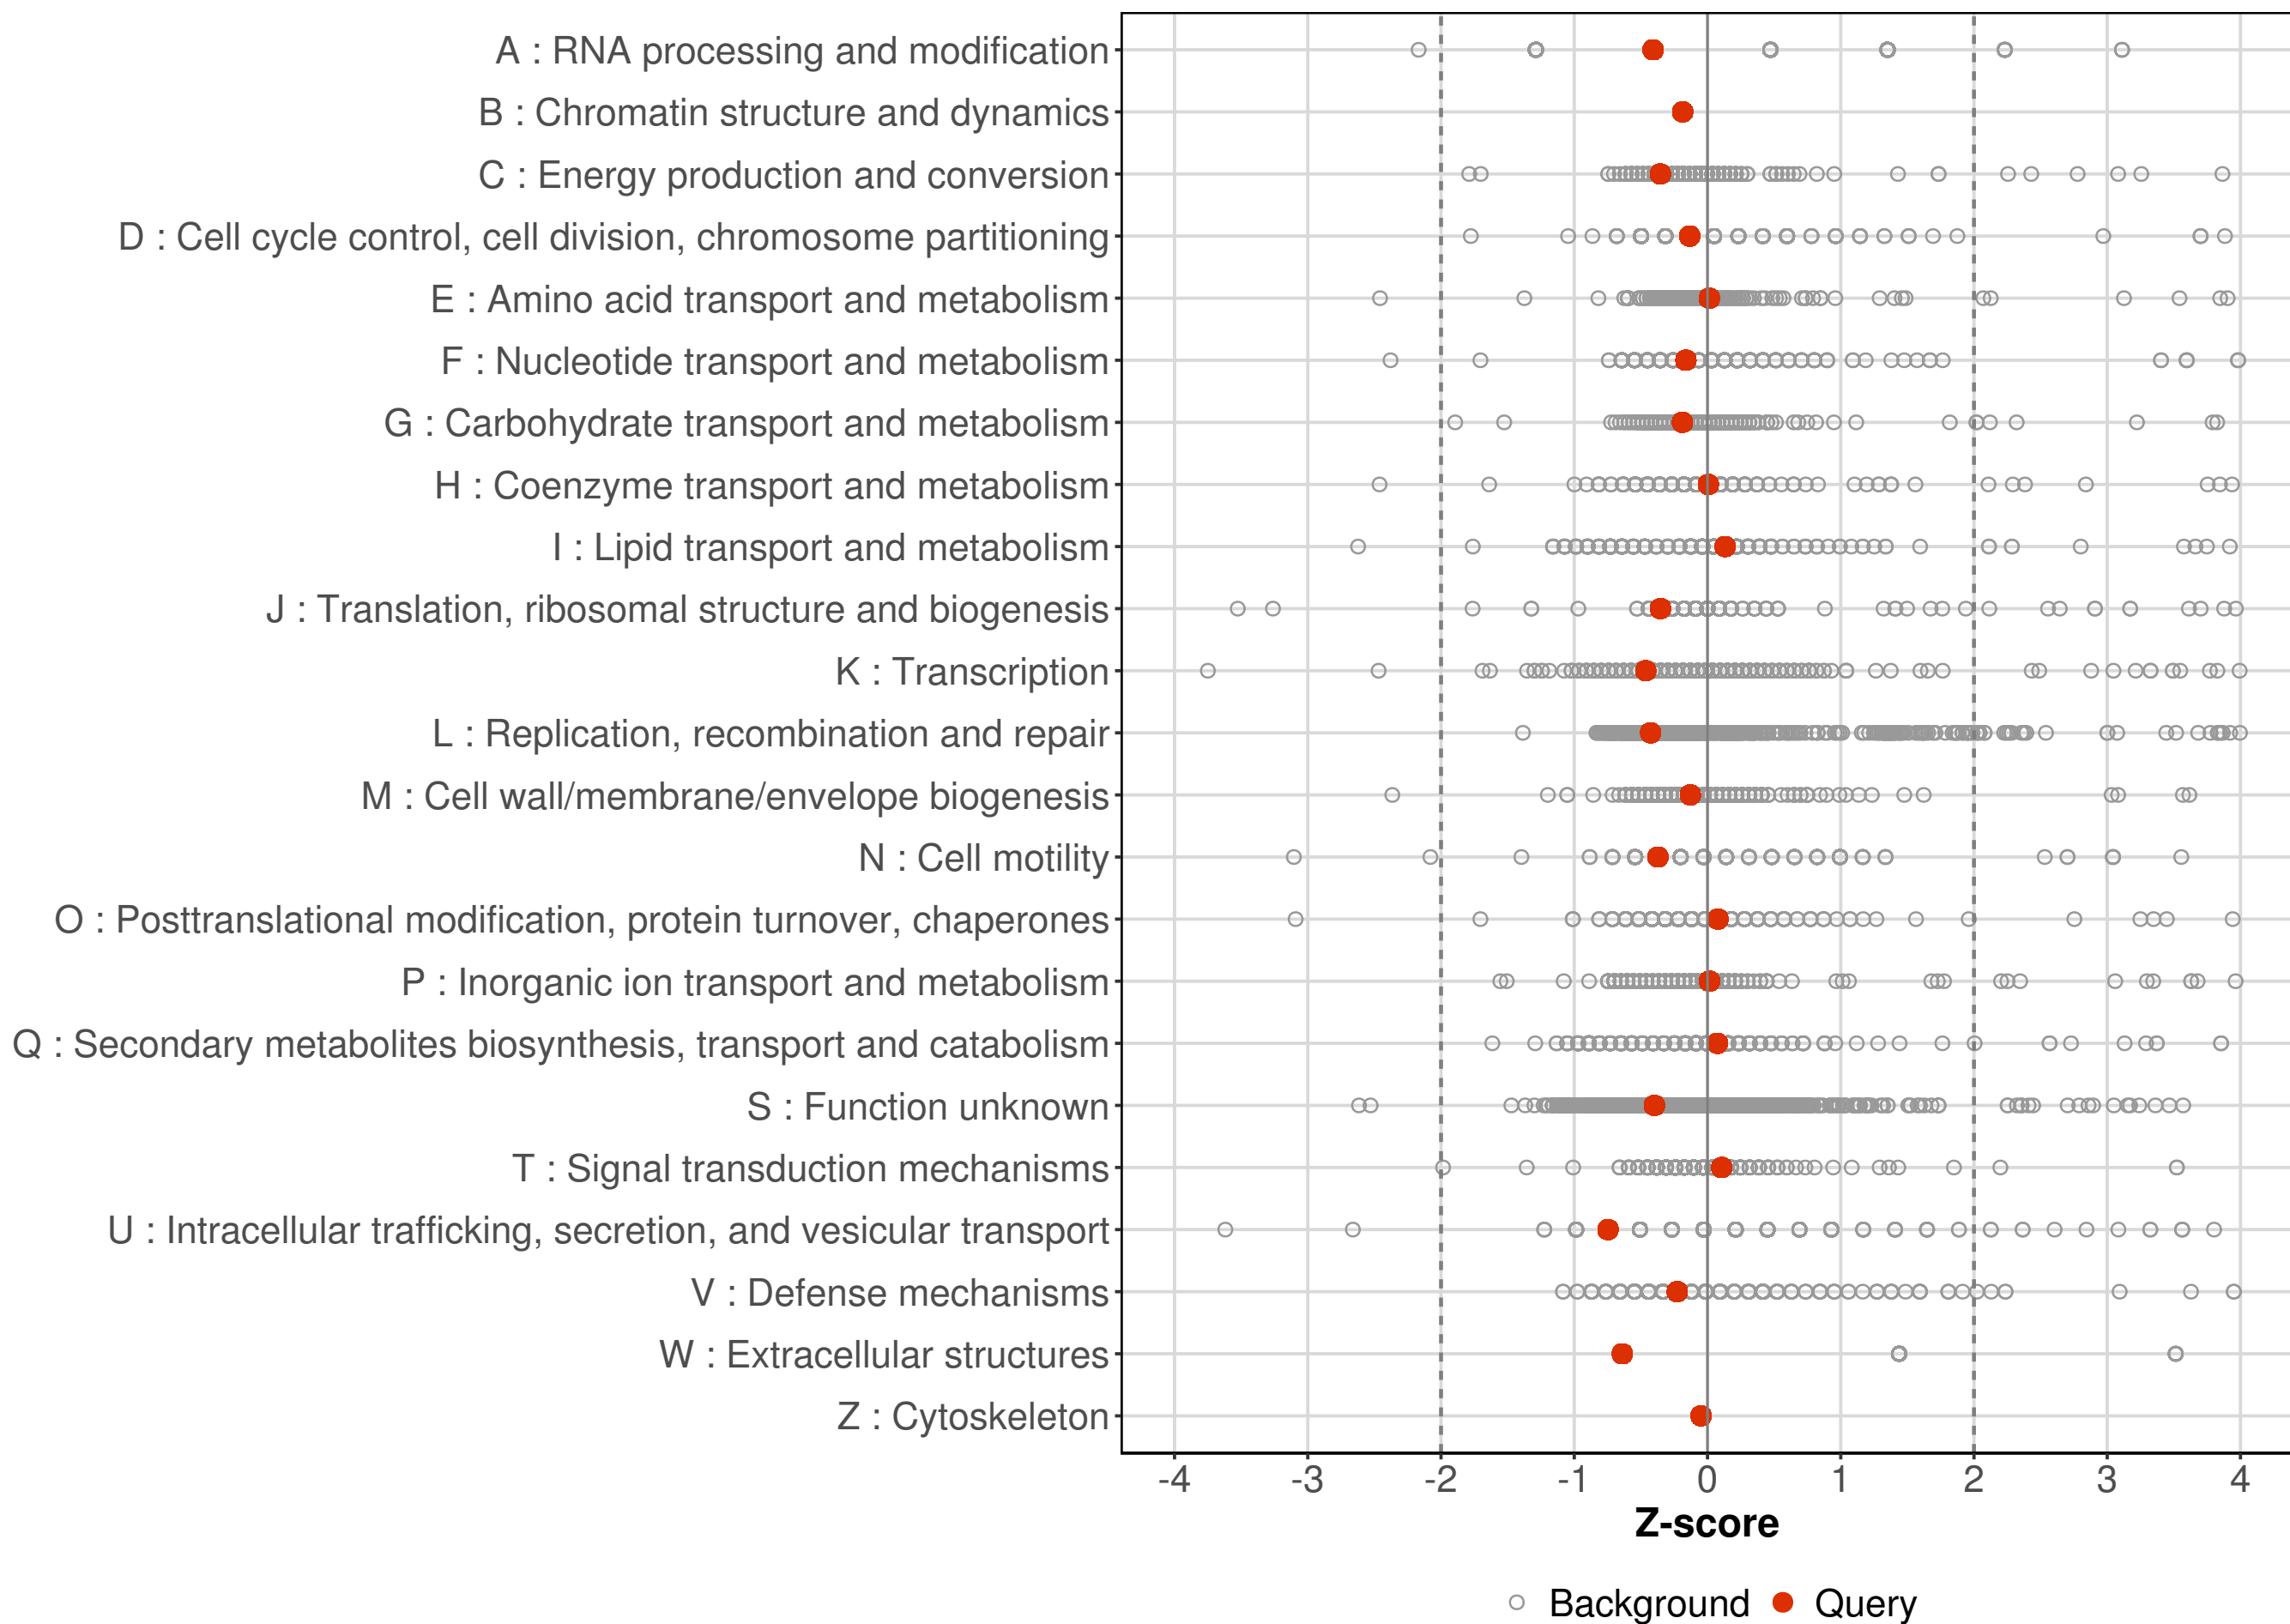 A : RNA processing and modification
B : Chromatin structure and dynamics
C : Energy production and conversion
D : Cell cycle control, cell division, chromosome partitioning
E : Amino acid transport and metabolism
F : Nucleotide transport and metabolism
G : Carbohydrate transport and metabolism
H : Coenzyme transport and metabolism
I : Lipid transport and metabolism
J : Translation, ribosomal structure and biogenesis
K : Transcription
L : Replication, recombination and repair
M : Cell wall/membrane/envelope biogenesis
N : Cell motility
O : Posttranslational modification, protein turnover, chaperones
P : Inorganic ion transport and metabolism
Q : Secondary metabolites biosynthesis, transport and catabolism
S : Function unknown
T : Signal transduction mechanisms
U : Intracellular trafficking, secretion, and vesicular transport
V : Defense mechanisms
W : Extracellular structures
Z : Cytoskeleton
-4 -3 -2 -1 0 1 2 3 4
Z-score
Background Query